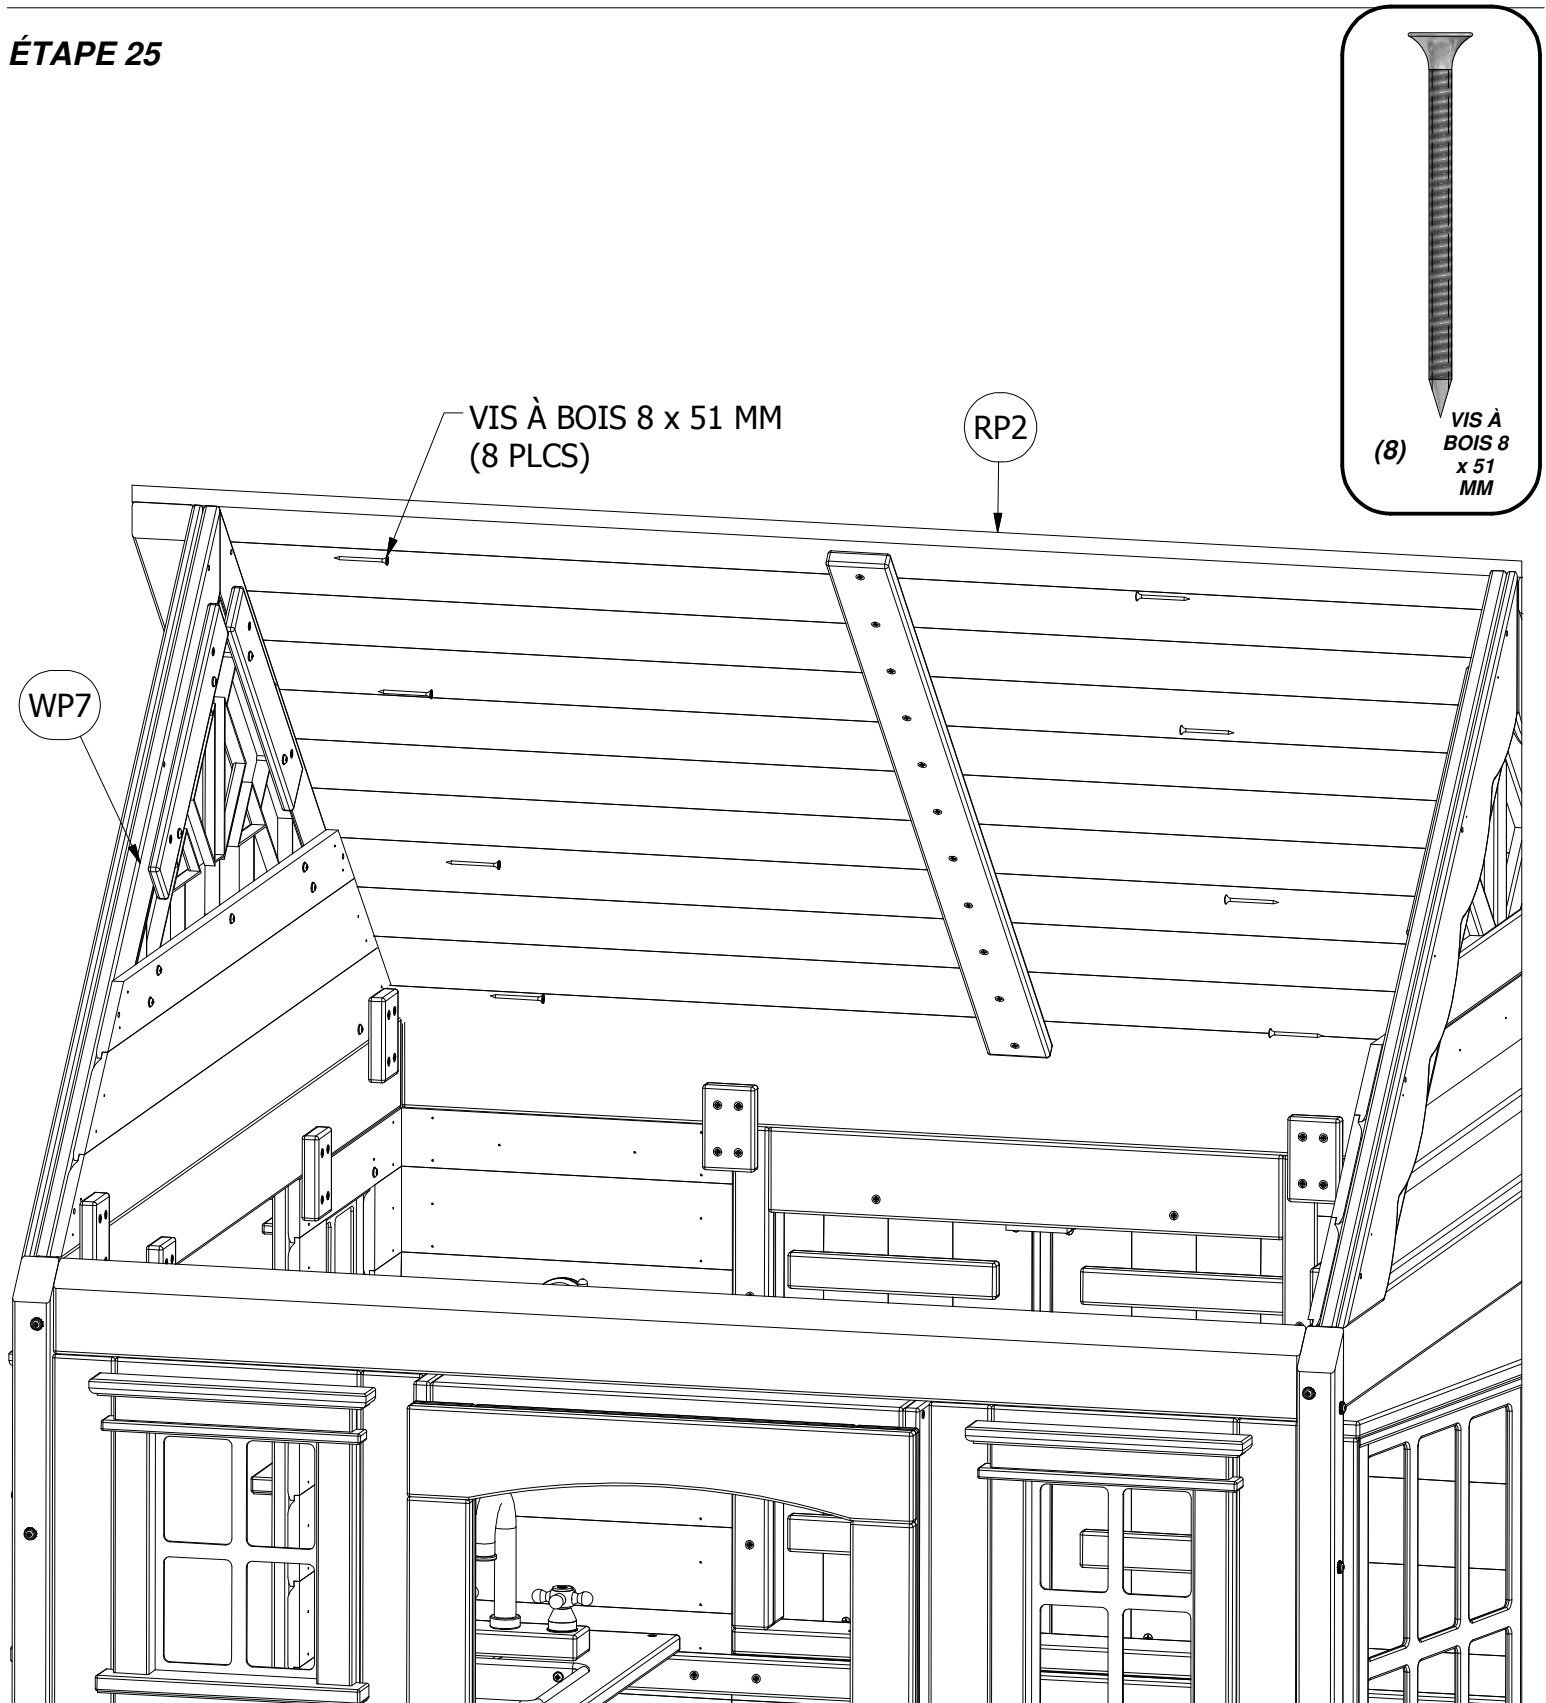 ÉTAPE 25
(8)
VIS À
BOIS 8
x 51
MM
VIS À BOIS 8 x 51 MM
(8 PLCS)
RP2
WP7